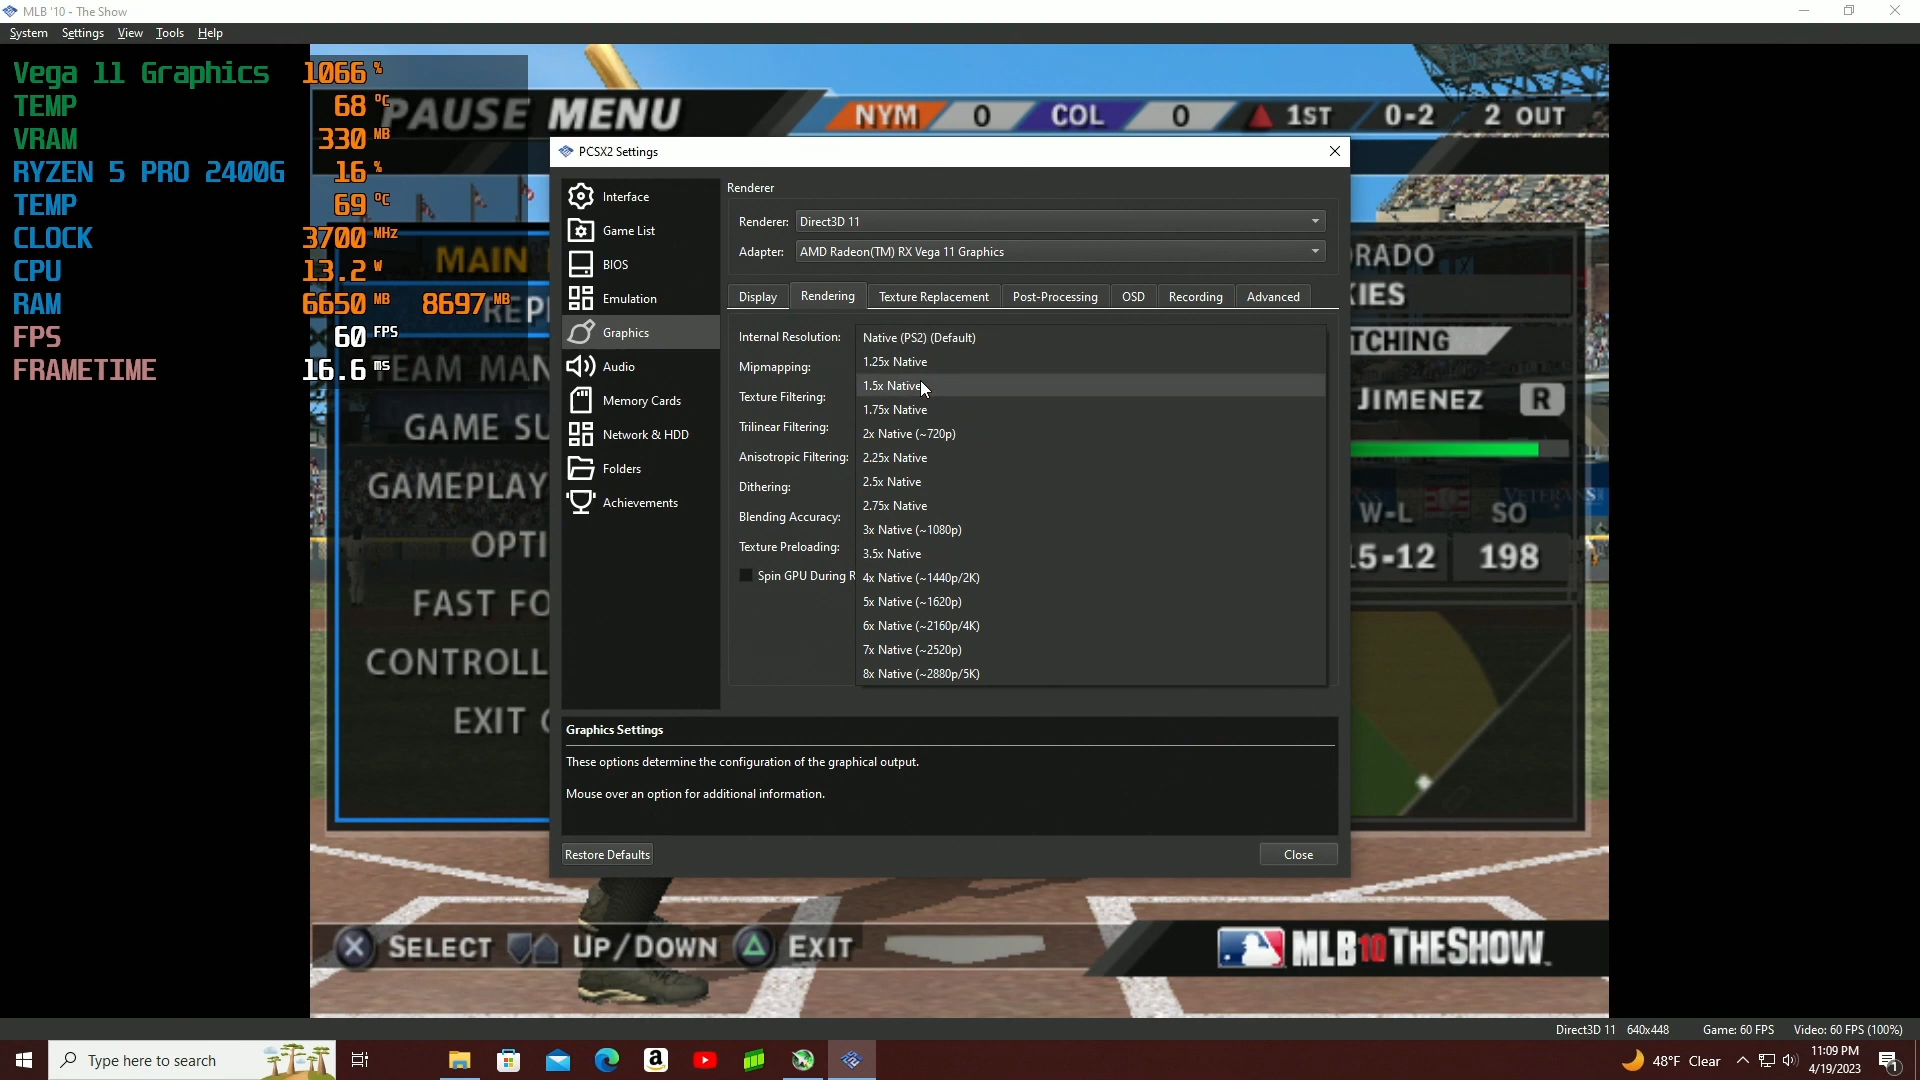 MLB '10 - The Show
System Settings View Tools Help
Vega 11 Graphics 1066 %
TEMP 68 °C
VRAM 330 MB
RYZEN 5 PRO 2400G 16 %
TEMP 69 °C
CLOCK 3700 MHz
CPU 13.2 W
RAM 6650 MB 8697 MB
FPS 60 FPS
FRAMETIME 16.6 ms
PAUSE MENU
NYM 0 COL 0 1ST 0-2 2 OUT
MAIN
REPL
TEAM MAN
GAME SU
GAMEPLAY
OPTI
FAST FO
CONTROLL
EXIT G
PCSX2 Settings
Interface
Game List
BIOS
Emulation
Graphics
Audio
Memory Cards
Network & HDD
Folders
Achievements
Renderer
Renderer: Direct3D 11
Adapter: AMD Radeon(TM) RX Vega 11 Graphics
Display Rendering Texture Replacement Post-Processing OSD Recording Advanced
Internal Resolution:
Mipmapping:
Texture Filtering:
Trilinear Filtering:
Anisotropic Filtering:
Dithering:
Blending Accuracy:
Texture Preloading:
Spin GPU During R
Native (PS2) (Default)
1.25x Native
1.5x Native
1.75x Native
2x Native (~720p)
2.25x Native
2.5x Native
2.75x Native
3x Native (~1080p)
3.5x Native
4x Native (~1440p/2K)
5x Native (~1620p)
6x Native (~2160p/4K)
7x Native (~2520p)
8x Native (~2880p/5K)
Graphics Settings
These options determine the configuration of the graphical output.
Mouse over an option for additional information.
Restore Defaults Close
RADO
KIES
TCHING
JIMENEZ R
VETERANS
W-L SO
15-12 198
SELECT UP/DOWN EXIT
MLB10 THE SHOW
Direct3D 11 640x448 Game: 60 FPS Video: 60 FPS (100%)
Type here to search
48°F Clear
11:09 PM
4/19/2023
1